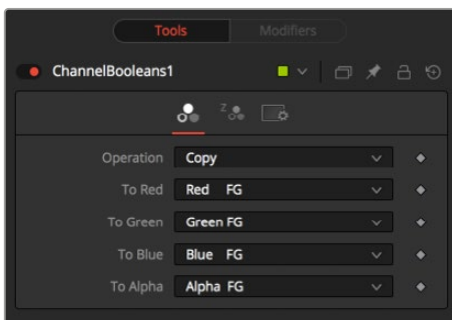 Tools Modifiers
ChannelBooleans1
Z
Operation Copy
To Red Red FG
To Green Green FG
To Blue Blue FG
To Alpha Alpha FG